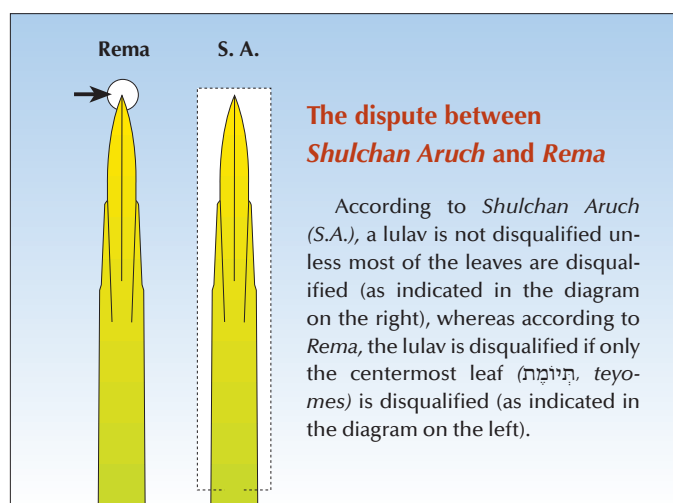 Rema
S. A.
The dispute between
Shulchan Aruch and Rema
According to Shulchan Aruch
(S.A.), a lulav is not disqualified un-
less most of the leaves are disqual-
ified (as indicated in the diagram
on the right), whereas according to
Rema, the lulav is disqualified if only
the centermost leaf (תְּיוֹמֶת, teyo-
mes) is disqualified (as indicated in
the diagram on the left).